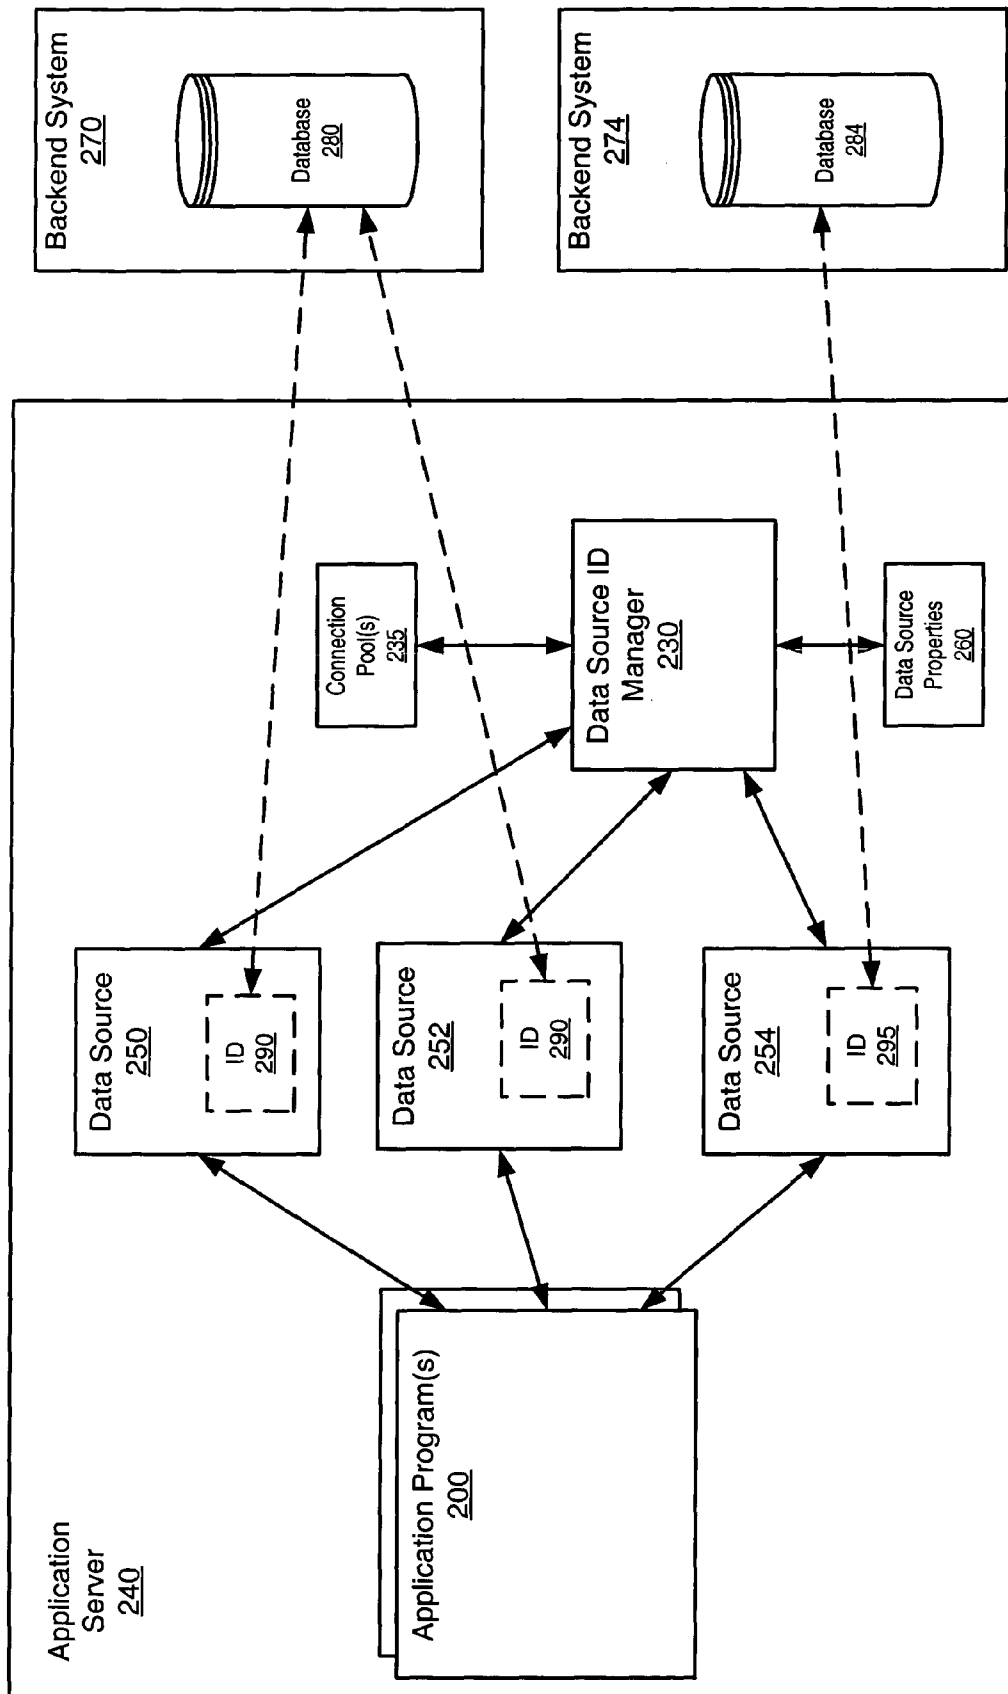 Application
Server
240
Application Program(s)
200
Data Source
250
ID
290
Data Source
252
ID
290
Data Source
254
ID
295
Connection
Pool(s)
235
Data Source ID
Manager
230
Data Source
Properties
260
Backend System
270
Database
280
Backend System
274
Database
284